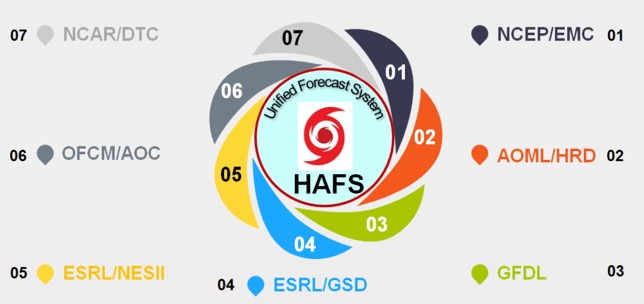 07 NCAR/DTC
07
NCEP/EMC 01
01
06
Unified Forecast System
02
06 OFCM/AOC
AOML/HRD 02
05
HAFS
03
04
05 ESRL/NESII
04 ESRL/GSD
GFDL 03